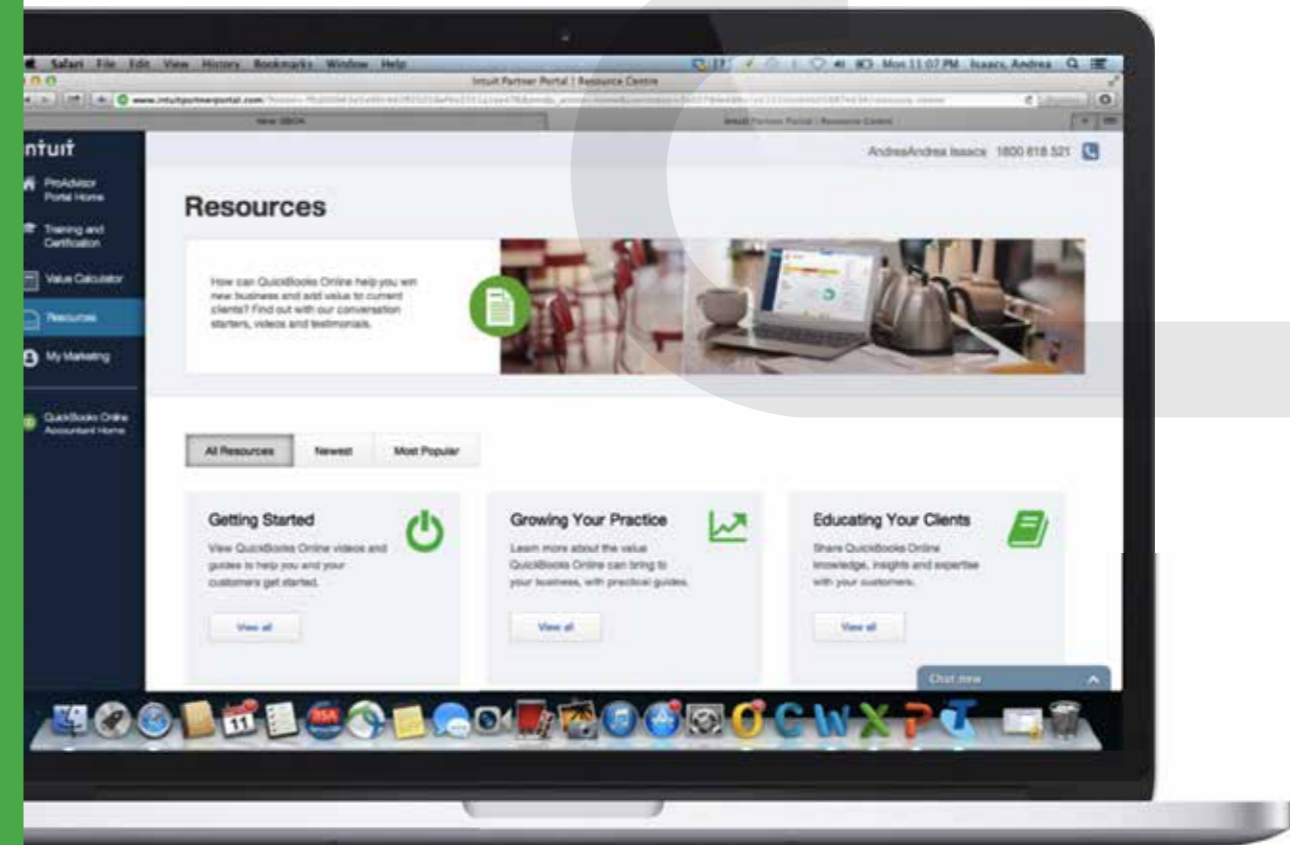 Safari File Edit View History Bookmarks Window Help
Mon 11:07 PM Isaacs, Andrea
Intuit Partner Portal | Resource Centre
www.intuitpartnerportal.com
Intuit Partner Portal | Resource Centre
ntuit
AndreaAndrea Isaacs 1800 618 521
ProAdvisor
Portal Home
Training and
Certification
Value Calculator
Resources
My Marketing
QuickBooks Online
Accountant Home
Resources
How can QuickBooks Online help you win
new business and add value to current
clients? Find out with our conversation
starters, videos and testimonials.
All Resources Newest Most Popular
Getting Started
View QuickBooks Online videos and
guides to help you and your
customers get started.
View all
Growing Your Practice
Learn more about the value
QuickBooks Online can bring to
your business, with practical guides.
View all
Educating Your Clients
Share QuickBooks Online
knowledge, insights and expertise
with your customers.
View all
Chat now
11